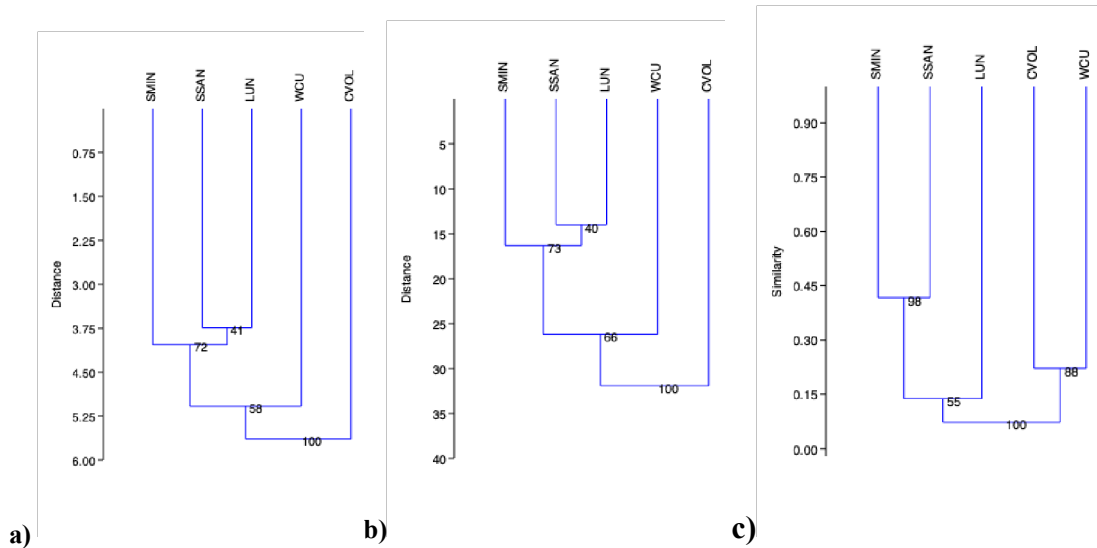 SMIN
SSAN
LUN
WCU
CVOL
0.75
1.50
2.25
3.00
3.75
4.50
5.25
6.00
Distance
41
72
58
100
a)
SMIN
SSAN
LUN
WCU
CVOL
5
10
15
20
25
30
35
40
Distance
40
73
66
100
b)
SMIN
SSAN
LUN
CVOL
WCU
0.90
0.75
0.60
0.45
0.30
0.15
0.00
Similarity
98
88
55
100
c)